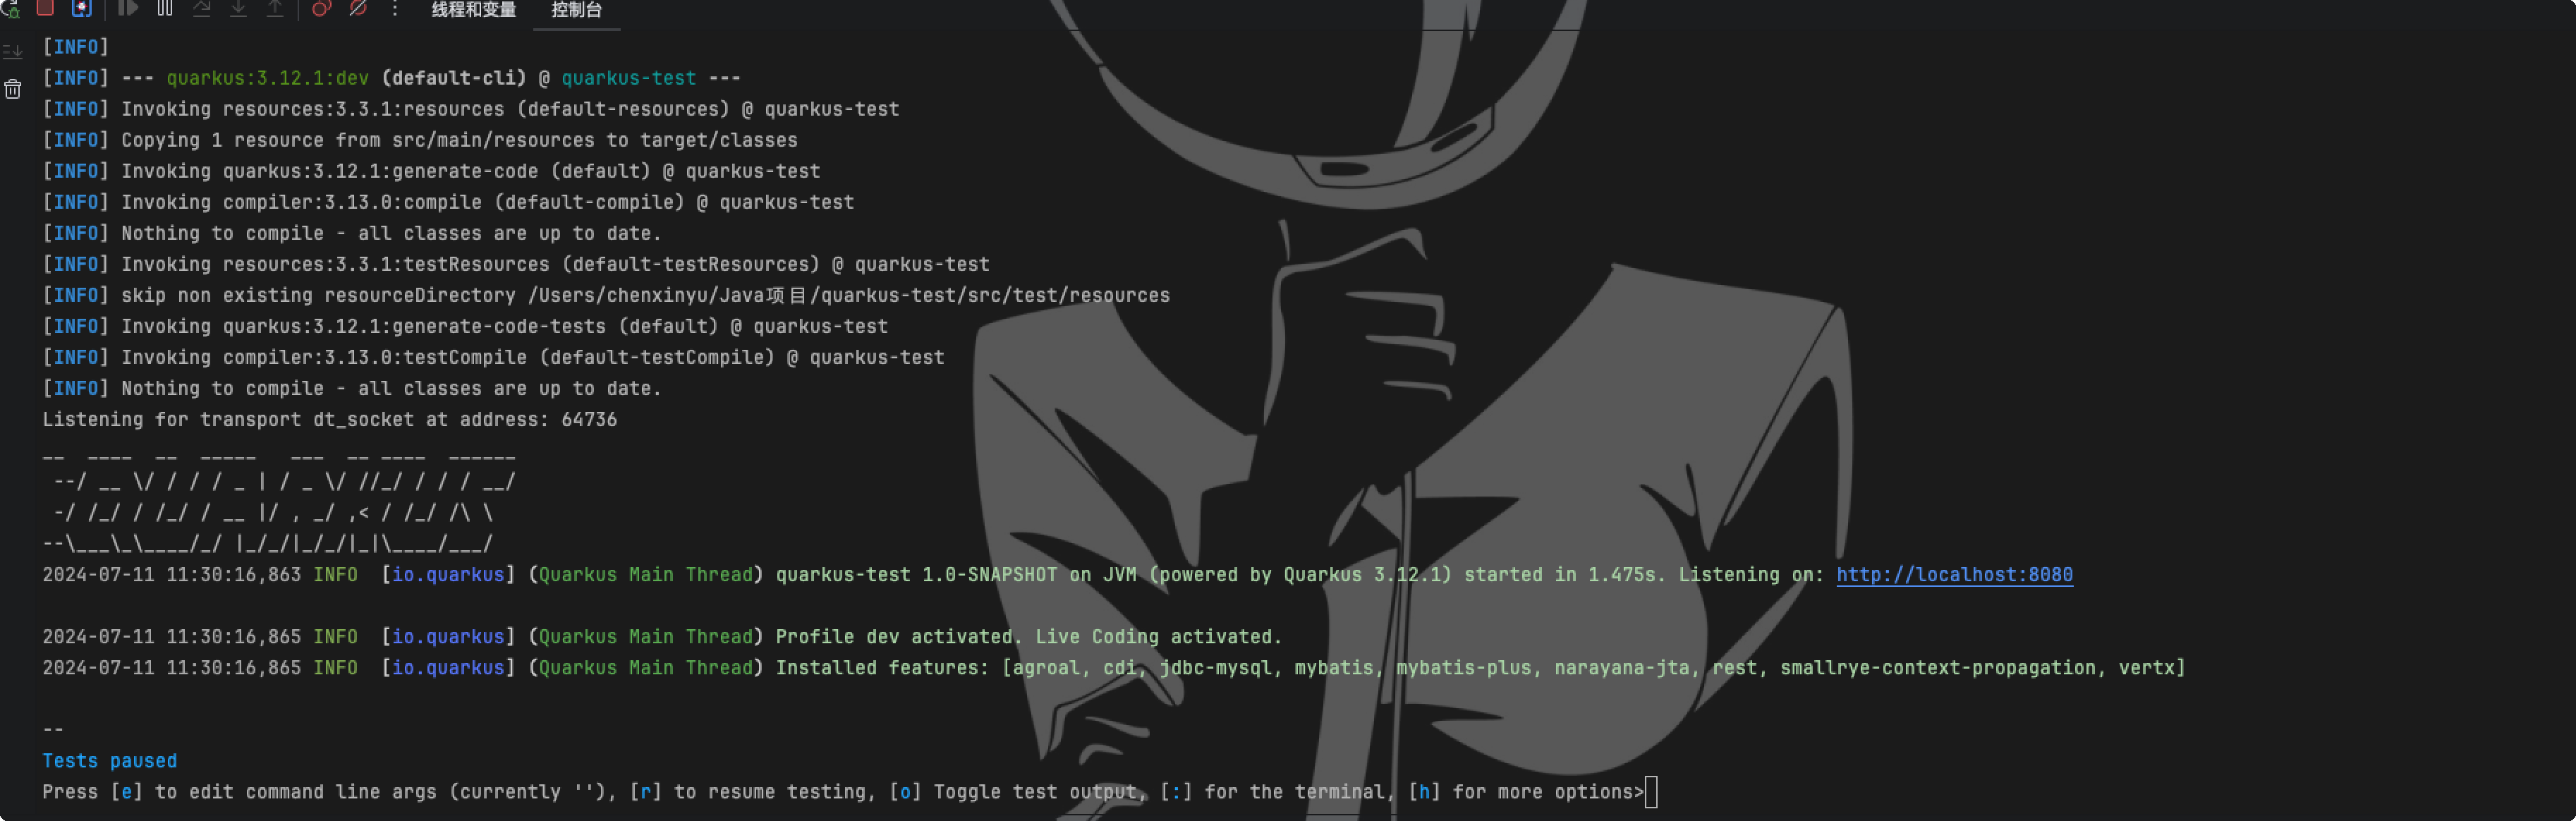 线程和变量 控制台
[INFO]
[INFO] --- quarkus:3.12.1:dev (default-cli) @ quarkus-test ---
[INFO] Invoking resources:3.3.1:resources (default-resources) @ quarkus-test
[INFO] Copying 1 resource from src/main/resources to target/classes
[INFO] Invoking quarkus:3.12.1:generate-code (default) @ quarkus-test
[INFO] Invoking compiler:3.13.0:compile (default-compile) @ quarkus-test
[INFO] Nothing to compile - all classes are up to date.
[INFO] Invoking resources:3.3.1:testResources (default-testResources) @ quarkus-test
[INFO] skip non existing resourceDirectory /Users/chenxinyu/Java项目/quarkus-test/src/test/resources
[INFO] Invoking quarkus:3.12.1:generate-code-tests (default) @ quarkus-test
[INFO] Invoking compiler:3.13.0:testCompile (default-testCompile) @ quarkus-test
[INFO] Nothing to compile - all classes are up to date.
Listening for transport dt_socket at address: 64736
__  ____  __  _____   ___  __ ____  ______
 --/ __ \/ / / / _ | / _ \/ //_/ / / / __/
 -/ /_/ / /_/ / __ |/ , _/ ,< / /_/ /\ \
--\___\_\____/_/ |_/_/|_/_/|_|\____/___/
2024-07-11 11:30:16,863 INFO  [io.quarkus] (Quarkus Main Thread) quarkus-test 1.0-SNAPSHOT on JVM (powered by Quarkus 3.12.1) started in 1.475s. Listening on: http://localhost:8080
2024-07-11 11:30:16,865 INFO  [io.quarkus] (Quarkus Main Thread) Profile dev activated. Live Coding activated.
2024-07-11 11:30:16,865 INFO  [io.quarkus] (Quarkus Main Thread) Installed features: [agroal, cdi, jdbc-mysql, mybatis, mybatis-plus, narayana-jta, rest, smallrye-context-propagation, vertx]
--
Tests paused
Press [e] to edit command line args (currently ''), [r] to resume testing, [o] Toggle test output, [:] for the terminal, [h] for more options>